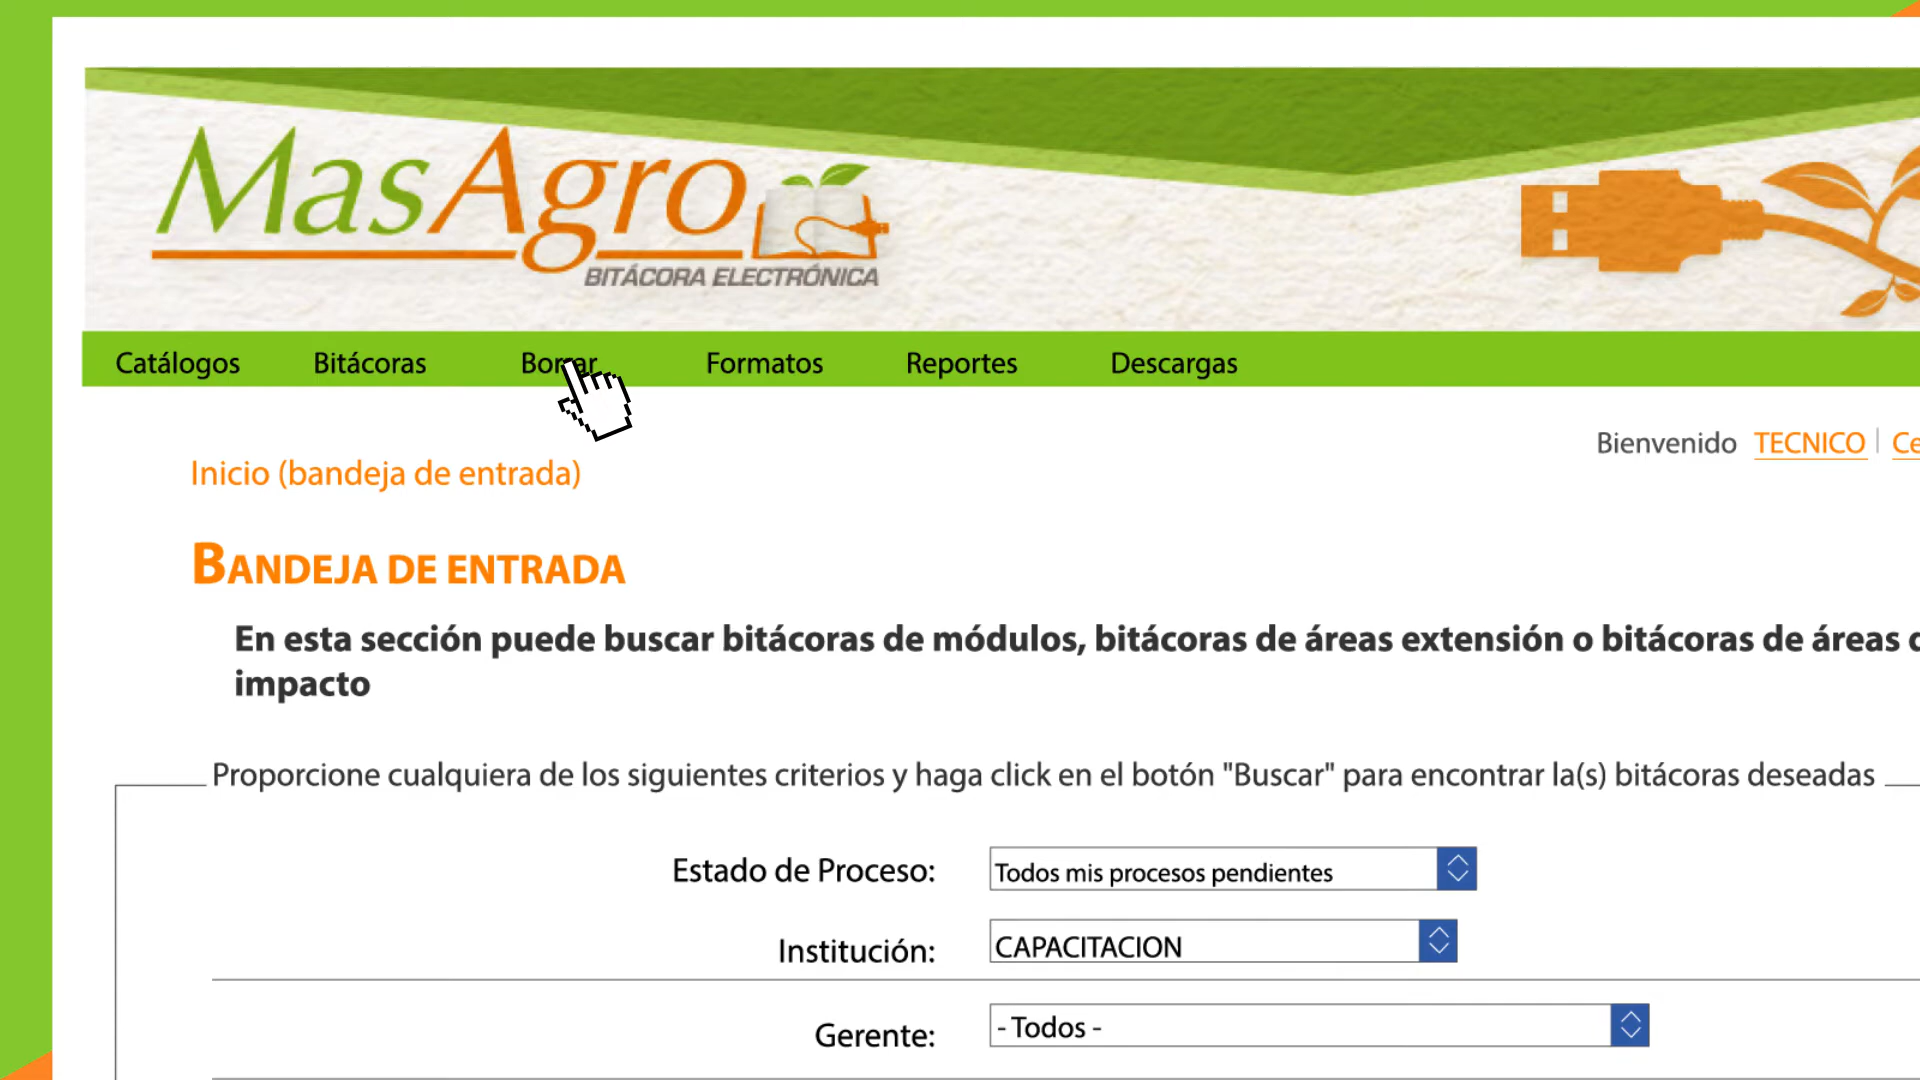 MasAgro
BITÁCORA ELECTRÓNICA
Catálogos Bitácoras Borrar Formatos Reportes Descargas
Bienvenido TECNICO
Inicio (bandeja de entrada)
BANDEJA DE ENTRADA
En esta sección puede buscar bitácoras de módulos, bitácoras de áreas extensión o bitácoras de áreas
impacto
Proporcione cualquiera de los siguientes criterios y haga click en el botón "Buscar" para encontrar la(s) bitácoras deseadas
Estado de Proceso: Todos mis procesos pendientes
Institución: CAPACITACION
Gerente: - Todos -